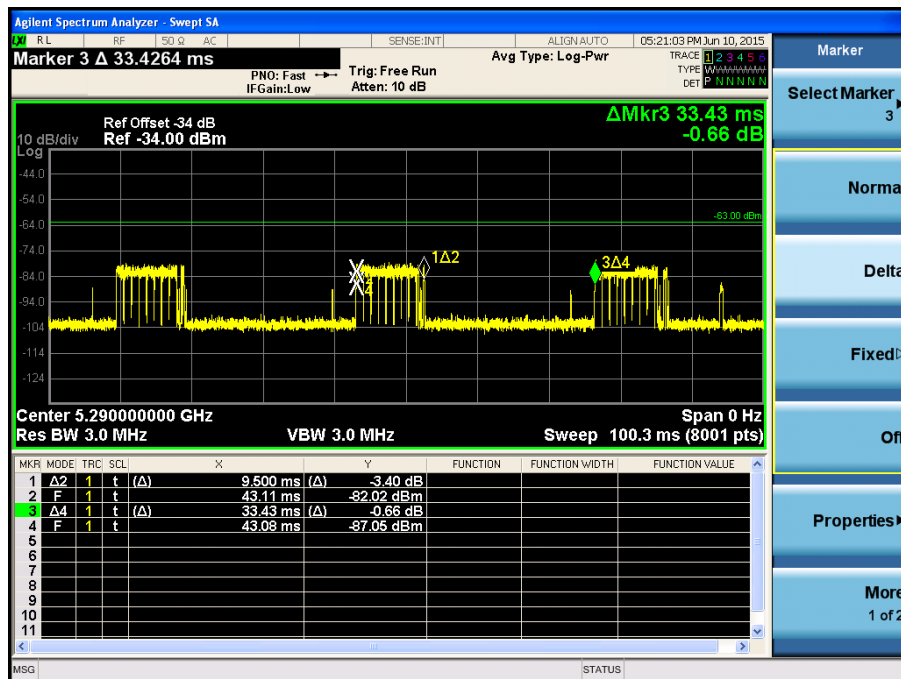 Agilent Spectrum Analyzer - Swept SA
LXI RL RF 50 Ω AC SENSE:INT ALIGN AUTO 05:21:03 PM Jun 10, 2015
Marker 3 Δ 33.4264 ms
PNO: Fast
IFGain:Low
Trig: Free Run
Atten: 10 dB
Avg Type: Log-Pwr
TRACE 1 2 3 4 5 6
TYPE WWWWWW
DET P N N N N N
ΔMkr3 33.43 ms
-0.66 dB
Ref Offset -34 dB
10 dB/div Ref -34.00 dBm
Log
-44.0
-54.0
-63.00 dBm
-64.0
-74.0
1Δ2
3Δ4
-84.0
-94.0
-104
-114
-124
Center 5.290000000 GHz Span 0 Hz
Res BW 3.0 MHz VBW 3.0 MHz Sweep 100.3 ms (8001 pts)
MKR MODE TRC SCL X Y FUNCTION FUNCTION WIDTH FUNCTION VALUE
1 Δ2 1 t (Δ) 9.500 ms (Δ) -3.40 dB
2 F 1 t 43.11 ms -82.02 dBm
3 Δ4 1 t (Δ) 33.43 ms (Δ) -0.66 dB
4 F 1 t 43.08 ms -87.05 dBm
5
6
7
8
9
10
11
MSG STATUS
Marker
Select Marker
3
Norma
Delta
Fixed
Of
Properties
More
1 of 2